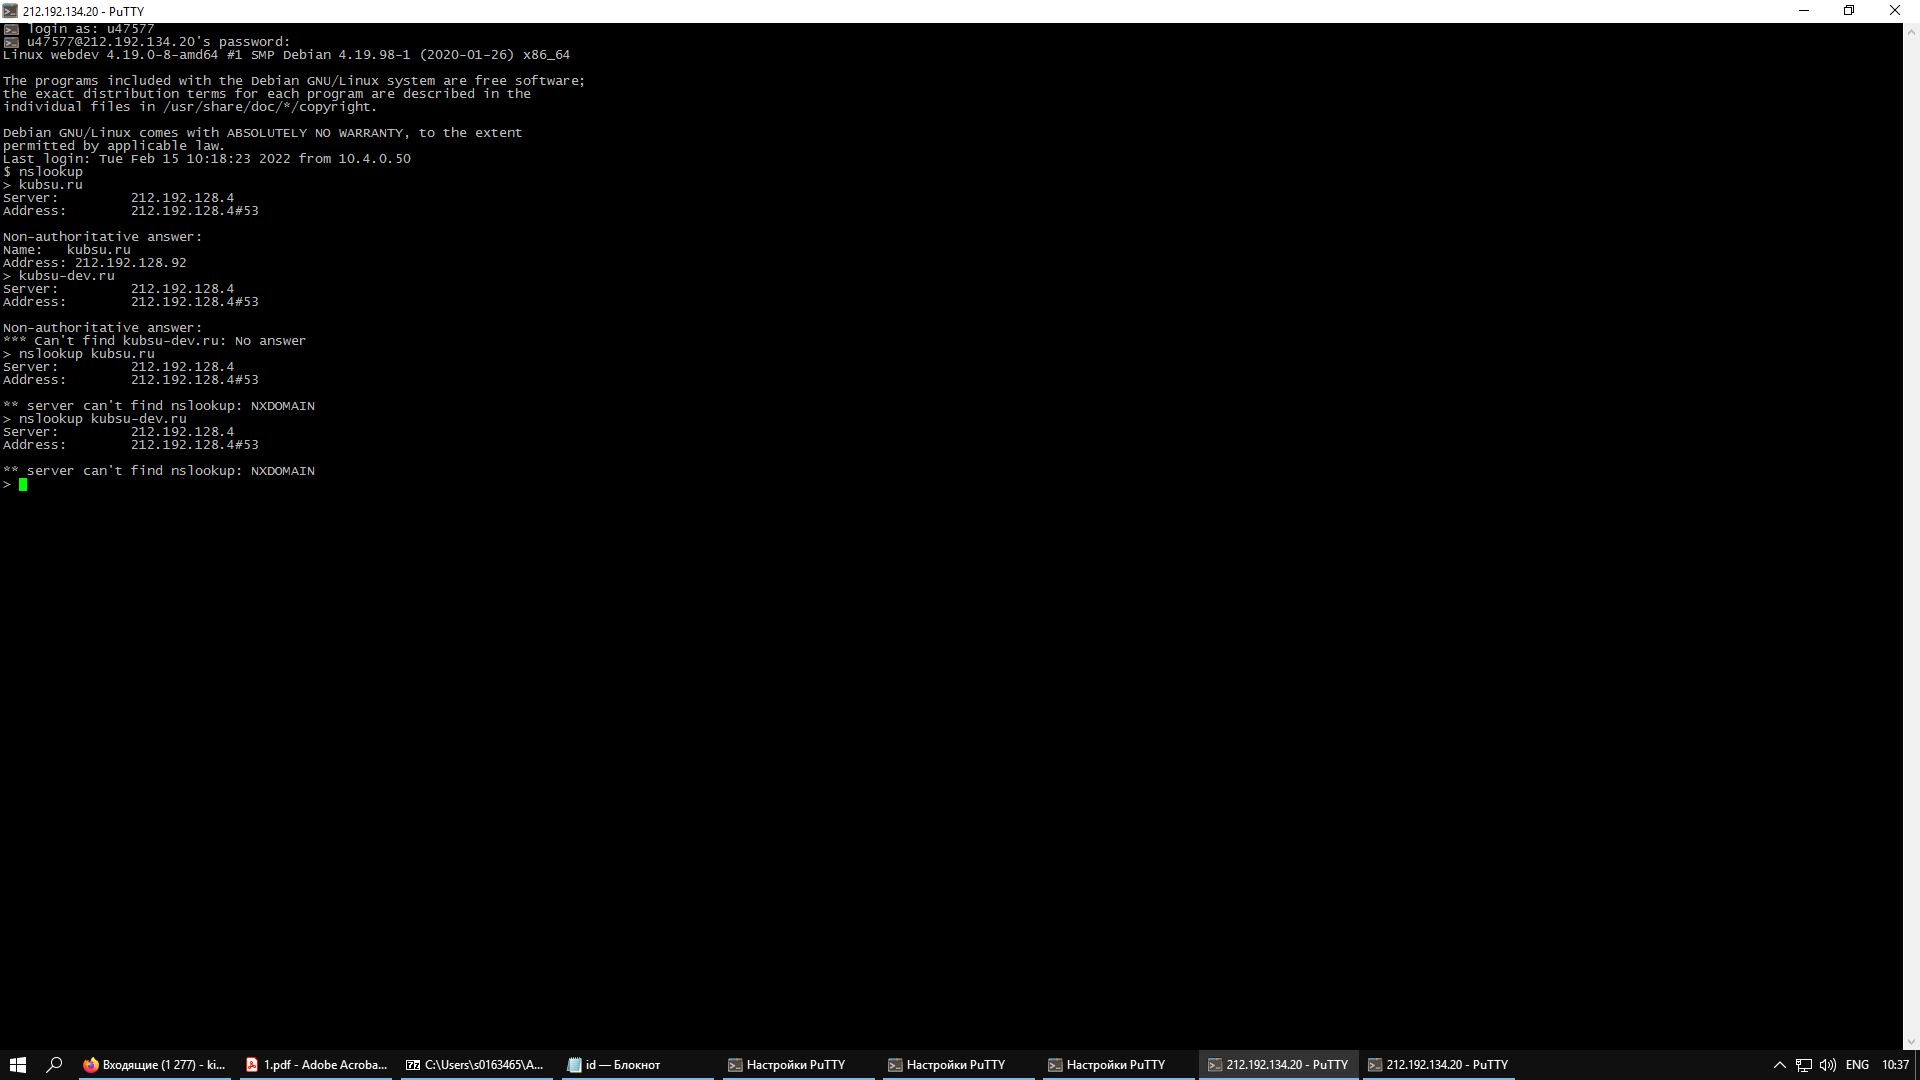 212.192.134.20 - PuTTY
login as: u47577
u47577@212.192.134.20's password:
Linux webdev 4.19.0-8-amd64 #1 SMP Debian 4.19.98-1 (2020-01-26) x86_64
The programs included with the Debian GNU/Linux system are free software;
the exact distribution terms for each program are described in the
individual files in /usr/share/doc/*/copyright.
Debian GNU/Linux comes with ABSOLUTELY NO WARRANTY, to the extent
permitted by applicable law.
Last login: Tue Feb 15 10:18:23 2022 from 10.4.0.50
$ nslookup
> kubsu.ru
Server:         212.192.128.4
Address:        212.192.128.4#53
Non-authoritative answer:
Name:   kubsu.ru
Address: 212.192.128.92
> kubsu-dev.ru
Server:         212.192.128.4
Address:        212.192.128.4#53
Non-authoritative answer:
*** Can't find kubsu-dev.ru: No answer
> nslookup kubsu.ru
Server:         212.192.128.4
Address:        212.192.128.4#53
** server can't find nslookup: NXDOMAIN
> nslookup kubsu-dev.ru
Server:         212.192.128.4
Address:        212.192.128.4#53
** server can't find nslookup: NXDOMAIN
>
Входящие (1 277) - ki... 1.pdf - Adobe Acroba... C:\Users\s0163465\A... id — Блокнот Настройки PuTTY Настройки PuTTY Настройки PuTTY 212.192.134.20 - PuTTY 212.192.134.20 - PuTTY ENG 10:37